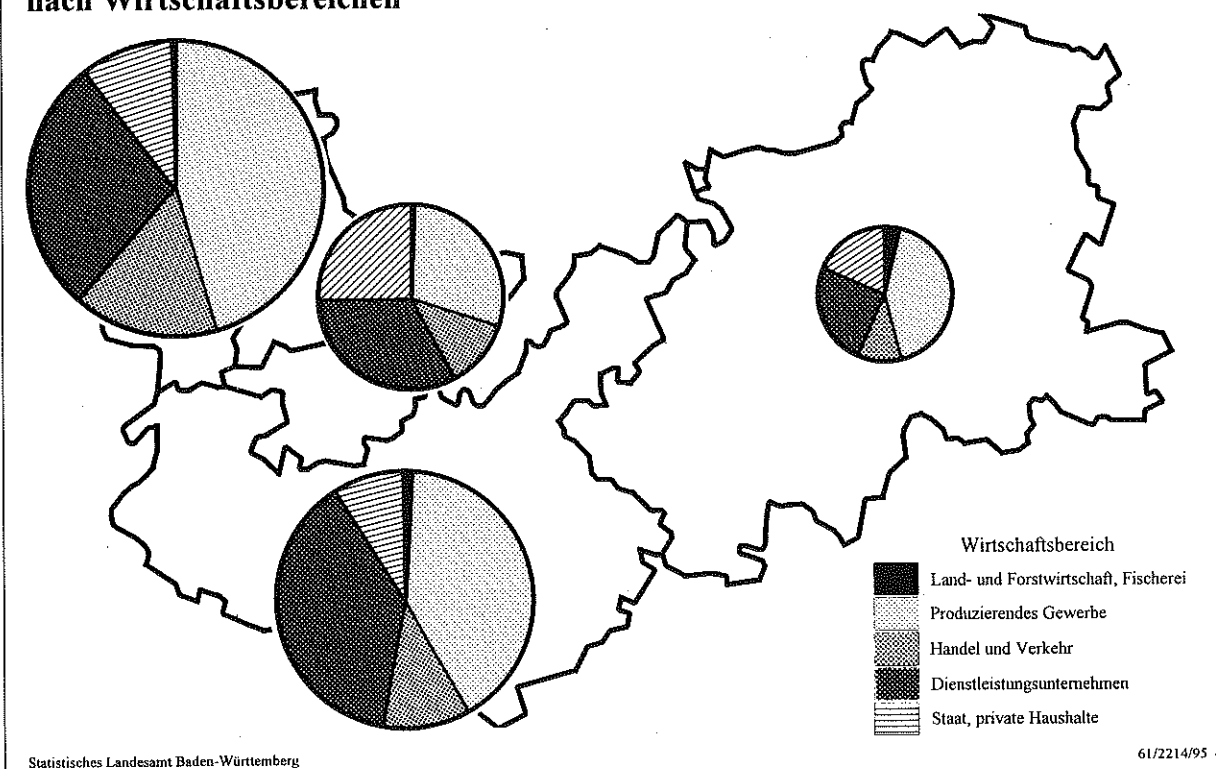 nach Wirtschaftsbereichen
Wirtschaftsbereich
Land- und Forstwirtschaft, Fischerei
Produzierendes Gewerbe
Handel und Verkehr
Dienstleistungsunternehmen
Staat, private Haushalte
Statistisches Landesamt Baden-Württemberg
61/2214/95